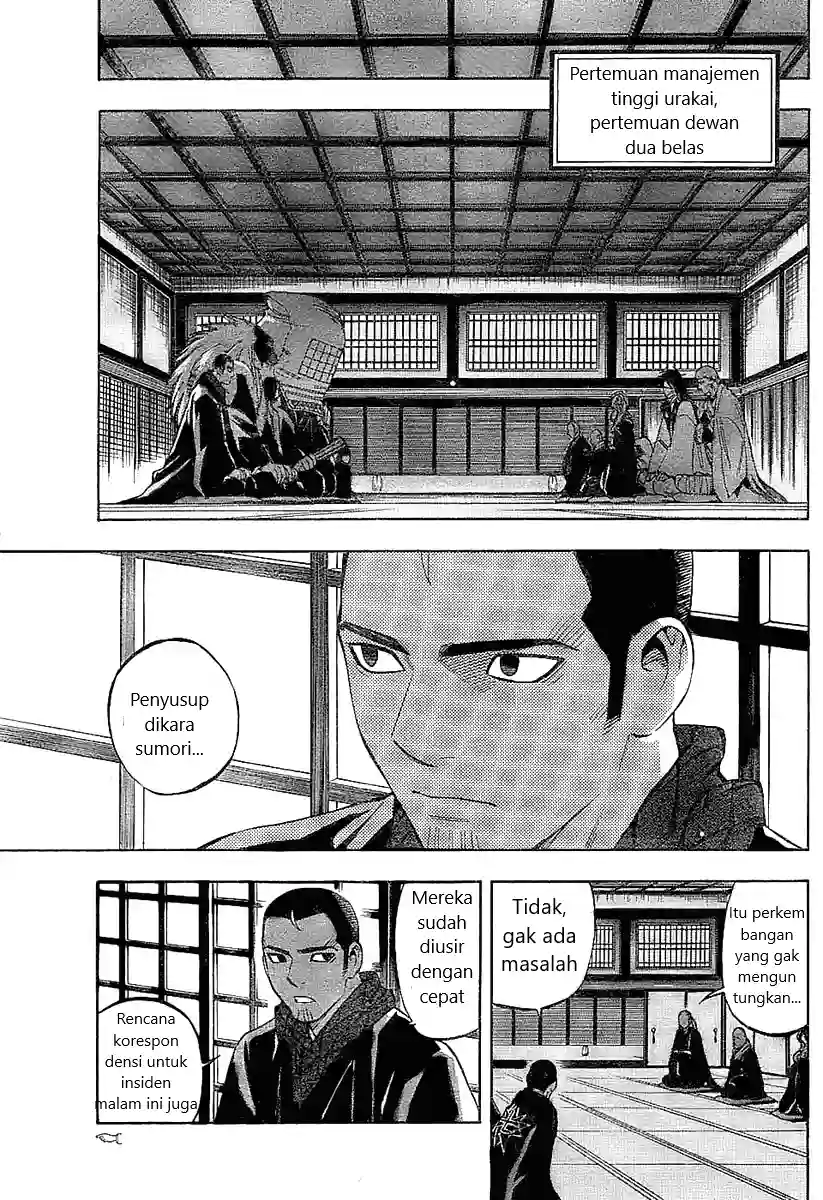 Pertemuan manajemen
tinggi urakai,
pertemuan dewan
dua belas
Penyusup
dikara
sumori...
Itu perkem
bangan
yang gak
mengun
tungkan...
Tidak,
gak ada
masalah
Mereka
sudah
diusir
dengan
cepat
Rencana
korespon
densi untuk
insiden
malam ini juga